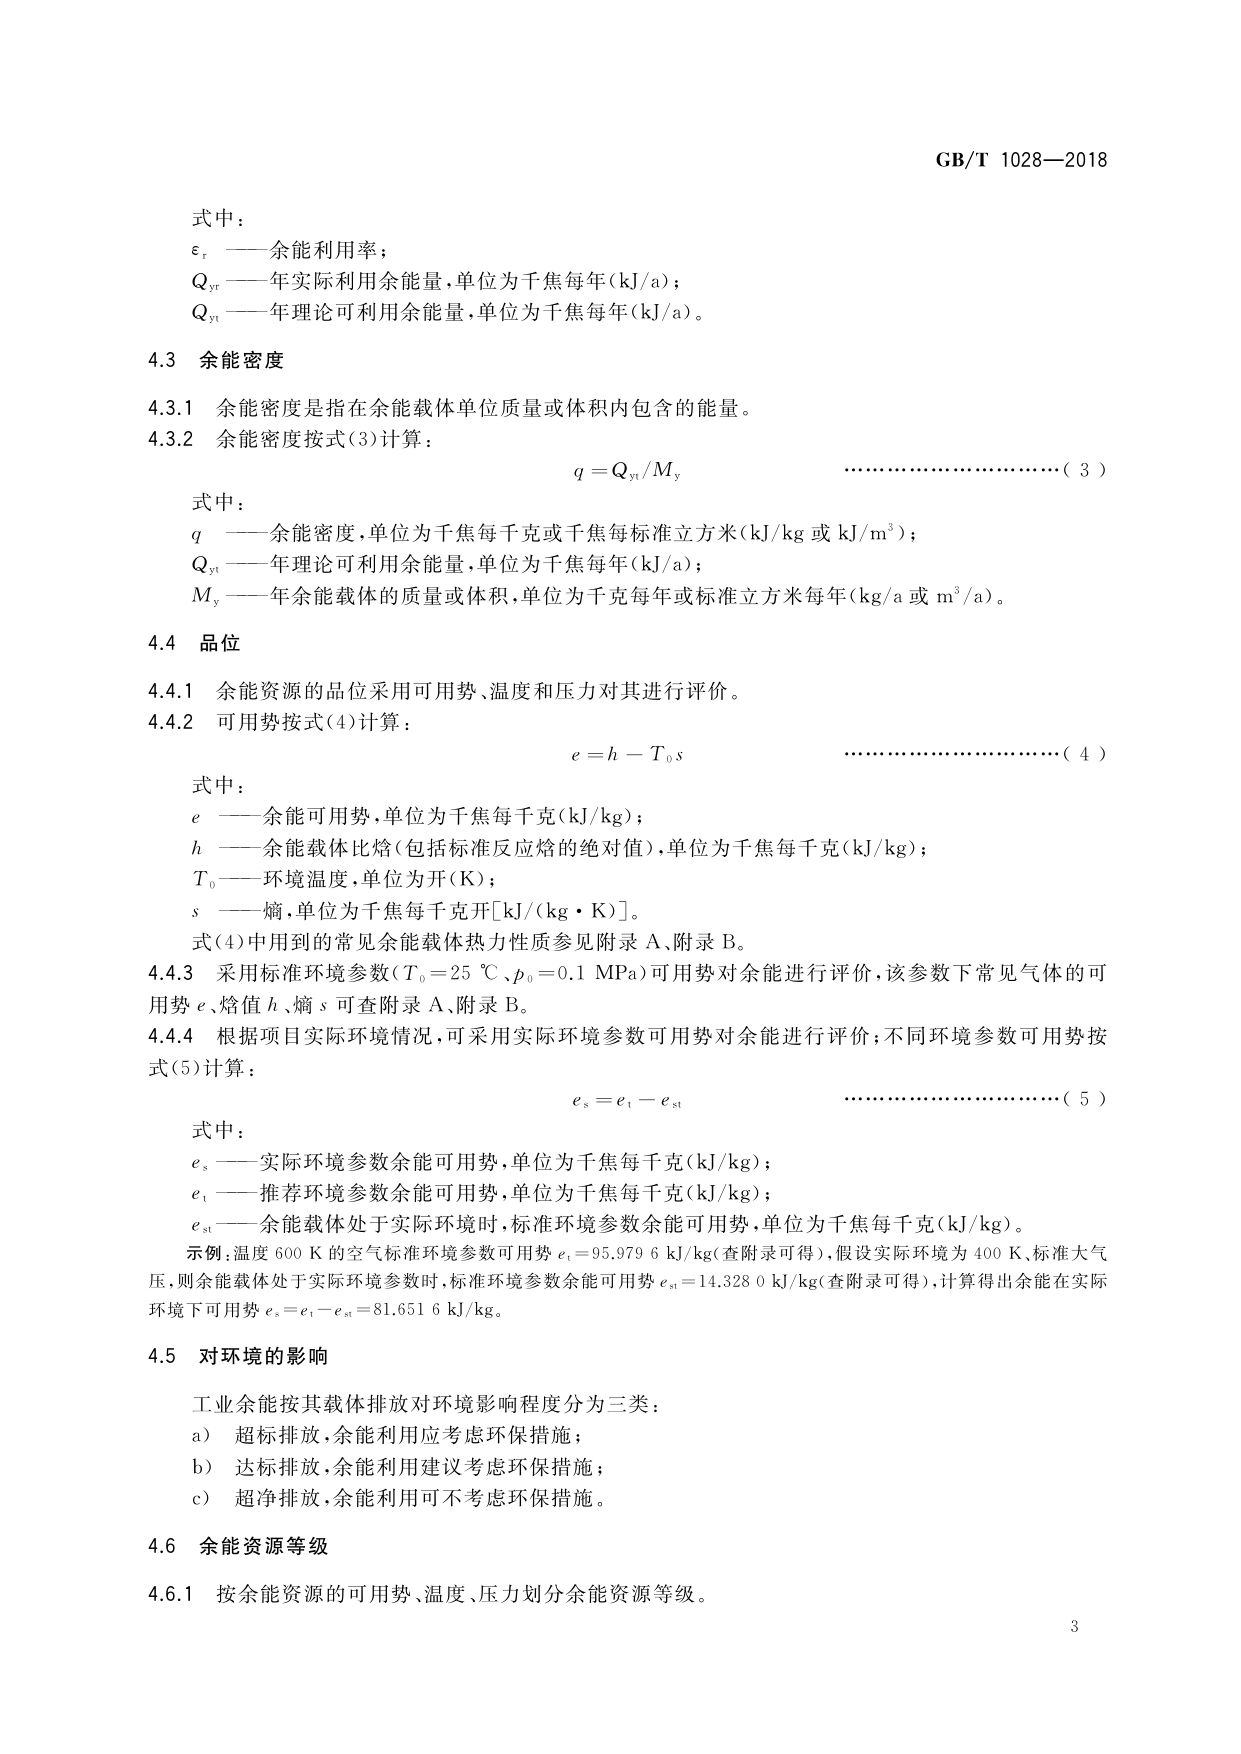 GB/T 1028—2018
式中：
εr ——余能利用率；
Qyr——年实际利用余能量，单位为千焦每年(kJ/a)；
Qyt——年理论可利用余能量，单位为千焦每年(kJ/a)。
4.3 余能密度
4.3.1 余能密度是指在余能载体单位质量或体积内包含的能量。
4.3.2 余能密度按式(3)计算：
q=Qyt/My ⋯⋯⋯⋯⋯⋯⋯⋯⋯( 3 )
式中：
q ——余能密度，单位为千焦每千克或千焦每标准立方米(kJ/kg 或 kJ/m³)；
Qyt——年理论可利用余能量，单位为千焦每年(kJ/a)；
My ——年余能载体的质量或体积，单位为千克每年或标准立方米每年(kg/a 或 m³/a)。
4.4 品位
4.4.1 余能资源的品位采用可用势、温度和压力对其进行评价。
4.4.2 可用势按式(4)计算：
e=h－T₀s ⋯⋯⋯⋯⋯⋯⋯⋯⋯( 4 )
式中：
e ——余能可用势，单位为千焦每千克(kJ/kg)；
h ——余能载体比焓(包括标准反应焓的绝对值)，单位为千焦每千克(kJ/kg)；
T₀——环境温度，单位为开(K)；
s ——熵，单位为千焦每千克开[kJ/(kg·K)]。
式(4)中用到的常见余能载体热力性质参见附录 A、附录 B。
4.4.3 采用标准环境参数(T₀=25 ℃、p₀=0.1 MPa)可用势对余能进行评价，该参数下常见气体的可
用势 e、焓值 h、熵 s 可查附录 A、附录 B。
4.4.4 根据项目实际环境情况，可采用实际环境参数可用势对余能进行评价；不同环境参数可用势按
式(5)计算：
es=et－est ⋯⋯⋯⋯⋯⋯⋯⋯⋯( 5 )
式中：
es ——实际环境参数余能可用势，单位为千焦每千克(kJ/kg)；
et ——推荐环境参数余能可用势，单位为千焦每千克(kJ/kg)；
est——余能载体处于实际环境时，标准环境参数余能可用势，单位为千焦每千克(kJ/kg)。
示例：温度 600 K 的空气标准环境参数可用势 et=95.979 6 kJ/kg(查附录可得)，假设实际环境为 400 K、标准大气
压，则余能载体处于实际环境参数时，标准环境参数余能可用势 est=14.328 0 kJ/kg(查附录可得)，计算得出余能在实际
环境下可用势 es=et－est=81.651 6 kJ/kg。
4.5 对环境的影响
工业余能按其载体排放对环境影响程度分为三类：
a) 超标排放，余能利用应考虑环保措施；
b) 达标排放，余能利用建议考虑环保措施；
c) 超净排放，余能利用可不考虑环保措施。
4.6 余能资源等级
4.6.1 按余能资源的可用势、温度、压力划分余能资源等级。
3